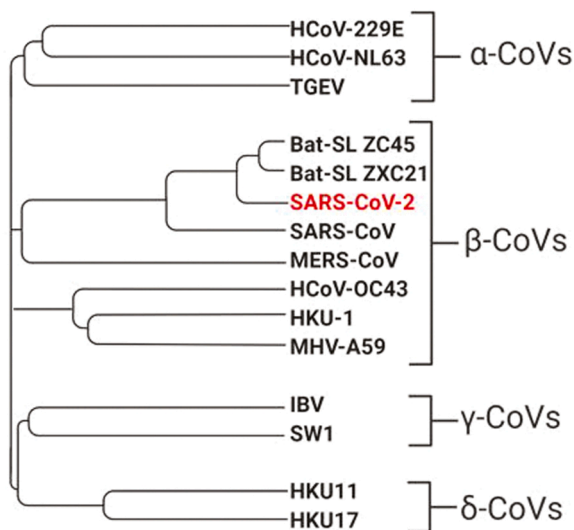 HCoV-229E
HCoV-NL63
TGEV
α-CoVs
Bat-SL ZC45
Bat-SL ZXC21
SARS-CoV-2
SARS-CoV
MERS-CoV
HCoV-OC43
HKU-1
MHV-A59
β-CoVs
IBV
SW1
γ-CoVs
HKU11
HKU17
δ-CoVs